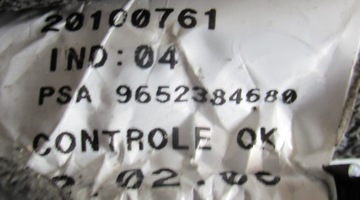 20100761
IND:04
PSA 9652384680
CONTROLE OK